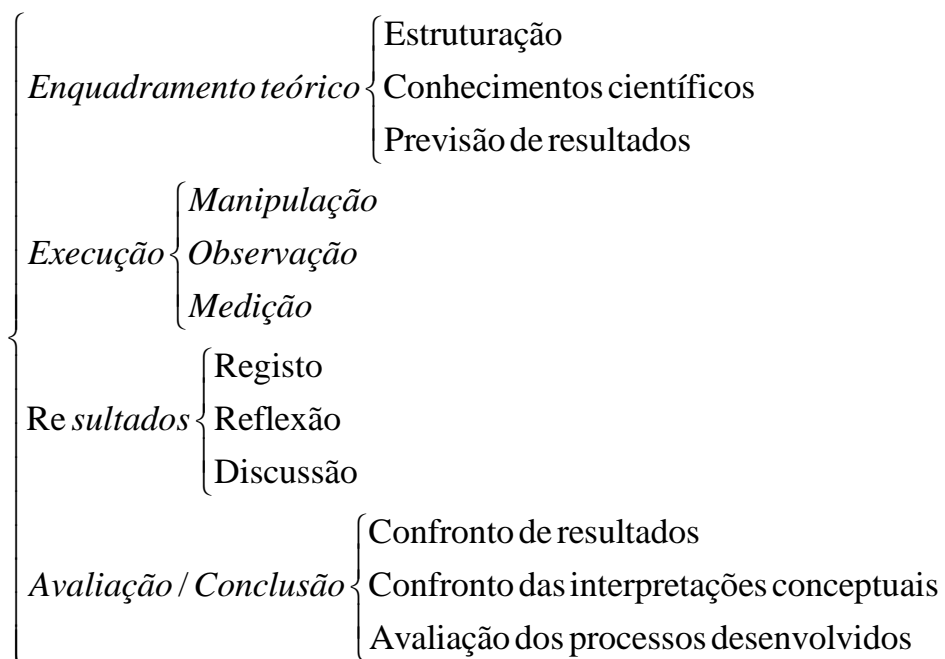 Estruturação
Enquadramento teórico Conhecimentos científicos
Previsão de resultados
Manipulação
Execução Observação
Medição
Registo
Resultados Reflexão
Discussão
Confronto de resultados
Avaliação / Conclusão Confronto das interpretações conceptuais
Avaliação dos processos desenvolvidos